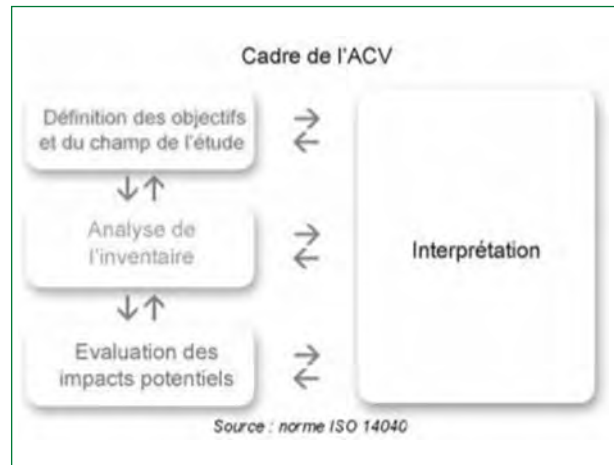 Cadre de l'ACV
Définition des objectifs
et du champ de l'étude
Analyse de
l'inventaire
Evaluation des
impacts potentiels
Interprétation
Source : norme ISO 14040